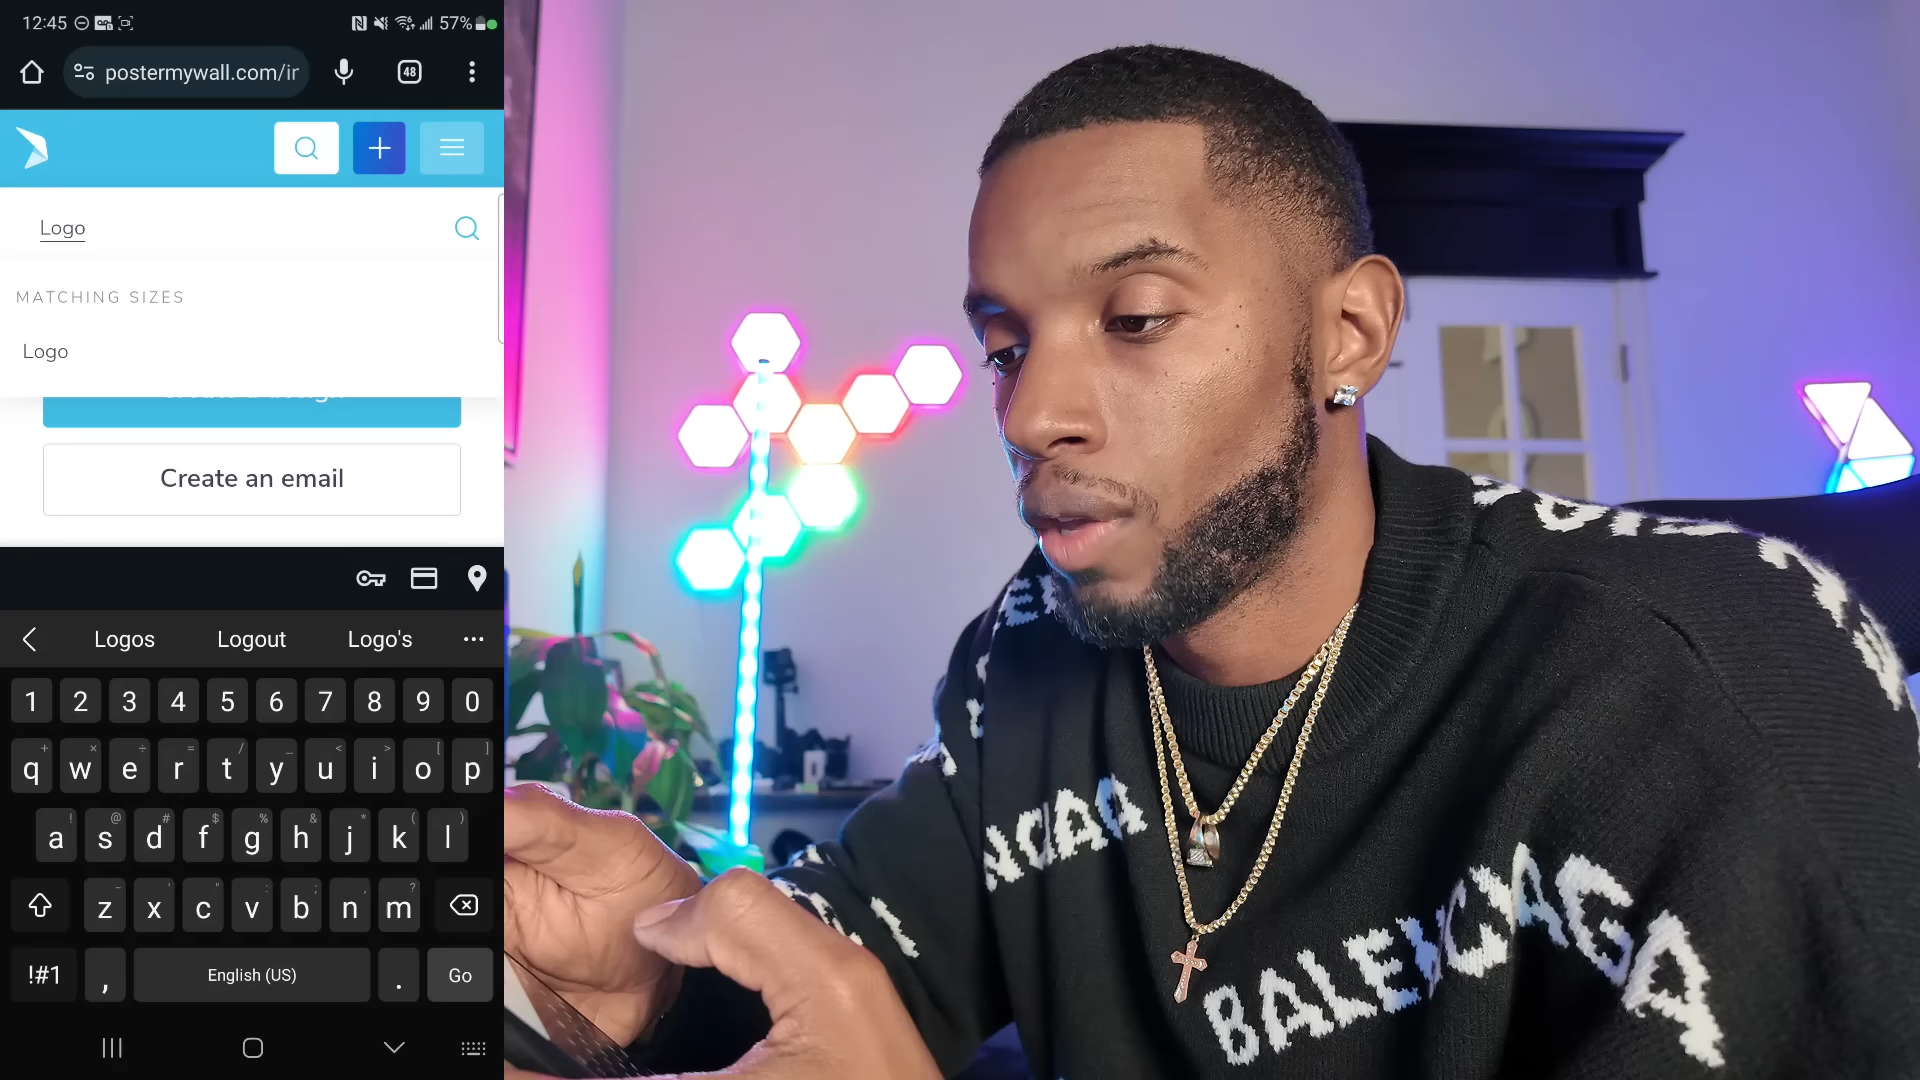 12:45
57%
postermywall.com/ir
48
Logo
MATCHING SIZES
Logo
Create an email
Logos Logout Logo's
1 2 3 4 5 6 7 8 9 0
q w e r t y u i o p
a s d f g h j k l
z x c v b n m
!#1 , English (US) . Go
BALENCIAGA